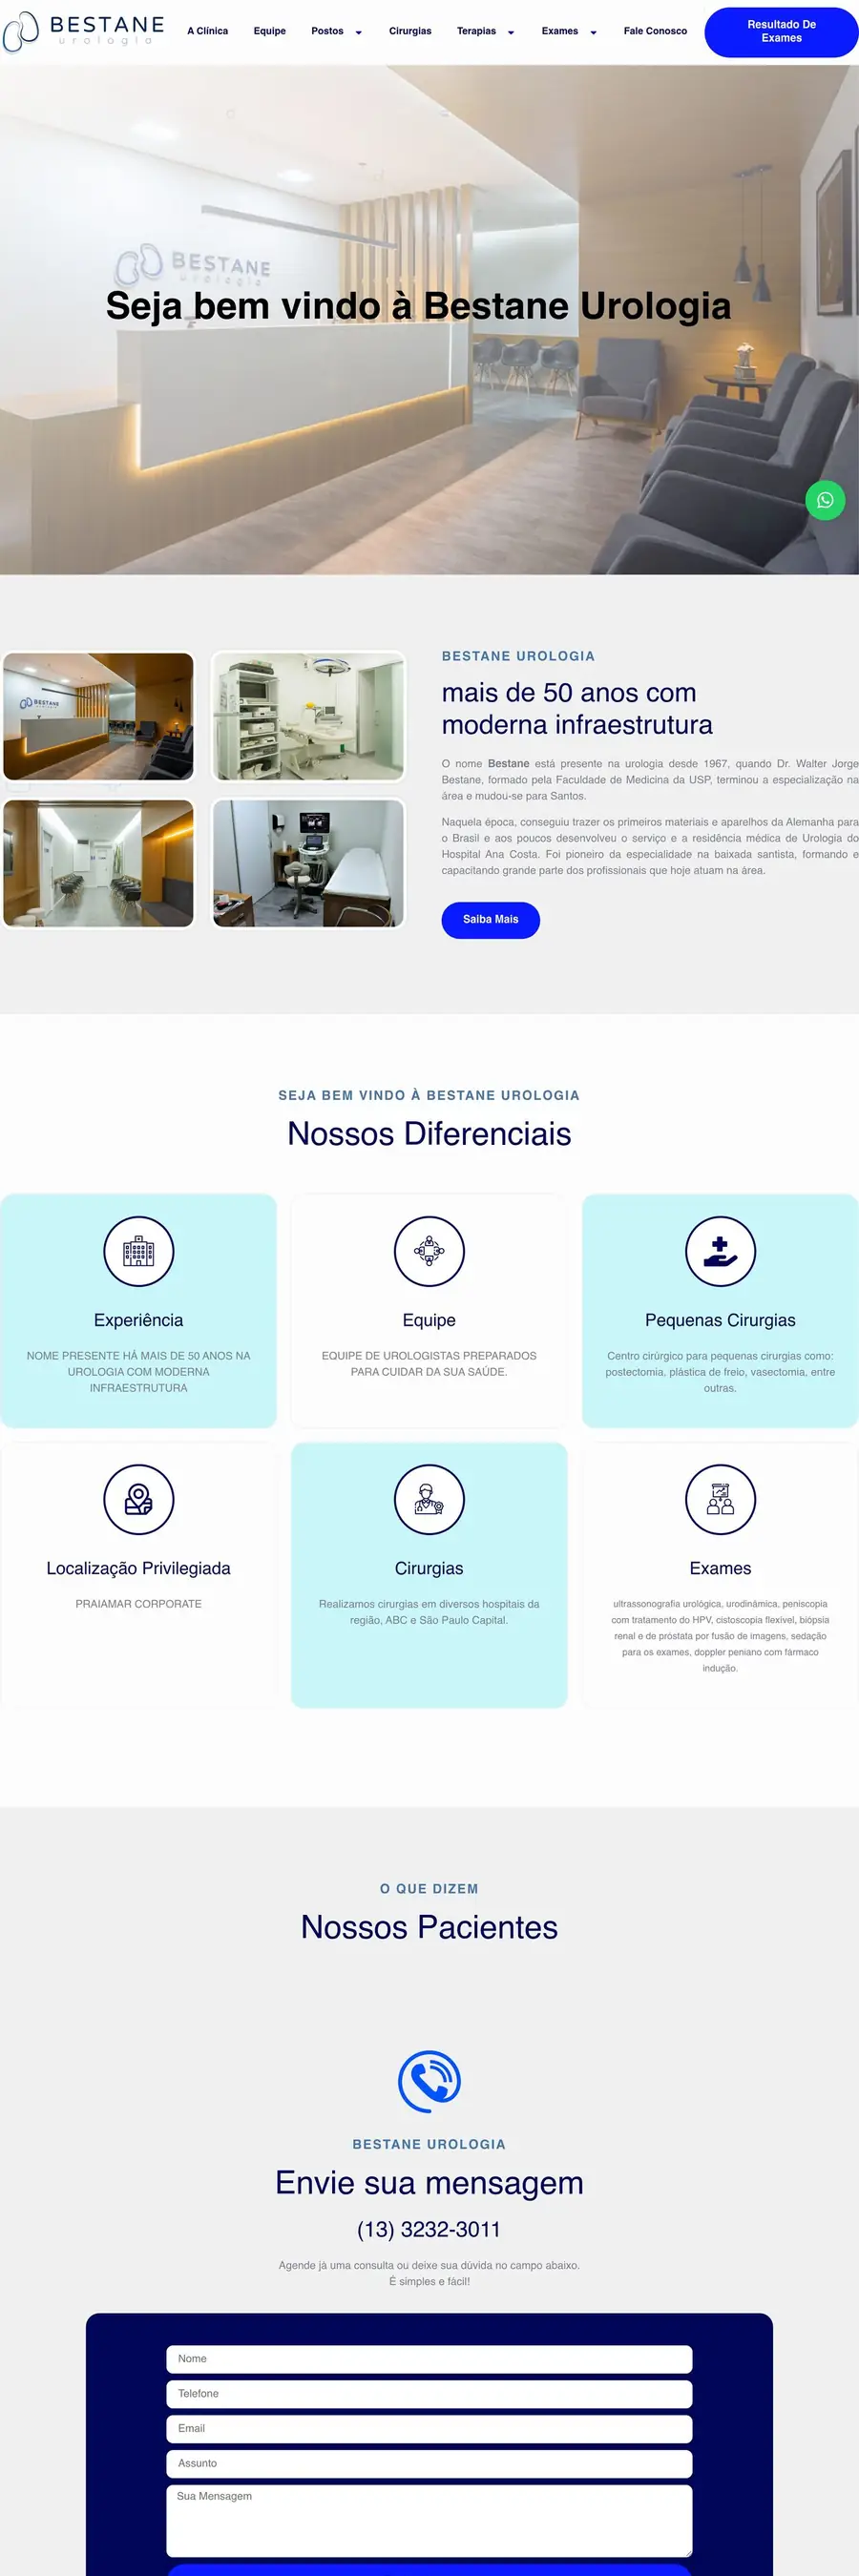 BESTANE
urologia
A Clínica
Equipe
Postos
Cirurgias
Terapias
Exames
Fale Conosco
Resultado De
Exames
BESTANE
urologia
Seja bem vindo à Bestane Urologia
BESTANE
BESTANE UROLOGIA
mais de 50 anos com
moderna infraestrutura
O nome Bestane está presente na urologia desde 1967, quando Dr. Walter Jorge
Bestane, formado pela Faculdade de Medicina da USP, terminou a especialização na
área e mudou-se para Santos.
Naquela época, conseguiu trazer os primeiros materiais e aparelhos da Alemanha para
o Brasil e aos poucos desenvolveu o serviço e a residência médica de Urologia do
Hospital Ana Costa. Foi pioneiro da especialidade na baixada santista, formando e
capacitando grande parte dos profissionais que hoje atuam na área.
Saiba Mais
SEJA BEM VINDO À BESTANE UROLOGIA
Nossos Diferenciais
Experiência
NOME PRESENTE HÁ MAIS DE 50 ANOS NA
UROLOGIA COM MODERNA
INFRAESTRUTURA
Equipe
EQUIPE DE UROLOGISTAS PREPARADOS
PARA CUIDAR DA SUA SAÚDE.
Pequenas Cirurgias
Centro cirúrgico para pequenas cirurgias como:
postectomia, plástica de freio, vasectomia, entre
outras.
Localização Privilegiada
PRAIAMAR CORPORATE
Cirurgias
Realizamos cirurgias em diversos hospitais da
região, ABC e São Paulo Capital.
Exames
ultrassonografia urológica, urodinâmica, peniscopia
com tratamento do HPV, cistoscopia flexível, biópsia
renal e de próstata por fusão de imagens, sedação
para os exames, doppler peniano com fármaco
indução.
O QUE DIZEM
Nossos Pacientes
BESTANE UROLOGIA
Envie sua mensagem
(13) 3232-3011
Agende já uma consulta ou deixe sua dúvida no campo abaixo.
É simples e fácil!
Nome
Telefone
Email
Assunto
Sua Mensagem